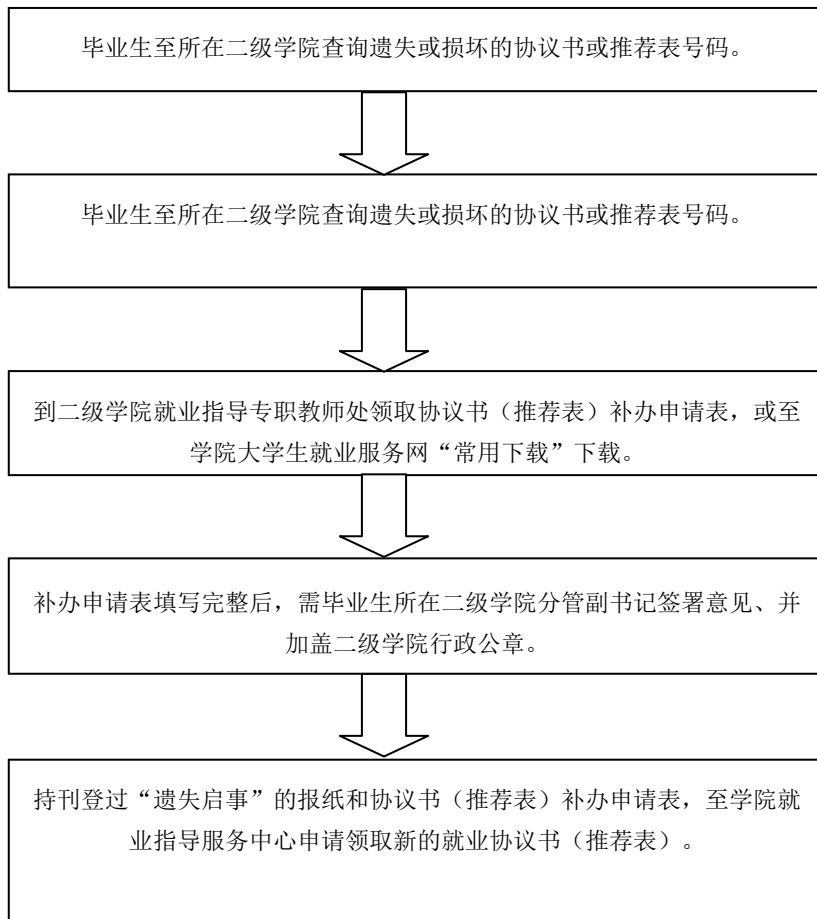 毕业生至所在二级学院查询遗失或损坏的协议书或推荐表号码。
毕业生至所在二级学院查询遗失或损坏的协议书或推荐表号码。
到二级学院就业指导专职教师处领取协议书（推荐表）补办申请表，或至
学院大学生就业服务网“常用下载”下载。
补办申请表填写完整后，需毕业生所在二级学院分管副书记签署意见、并
加盖二级学院行政公章。
持刊登过“遗失启事”的报纸和协议书（推荐表）补办申请表，至学院就
业指导服务中心申请领取新的就业协议书（推荐表）。